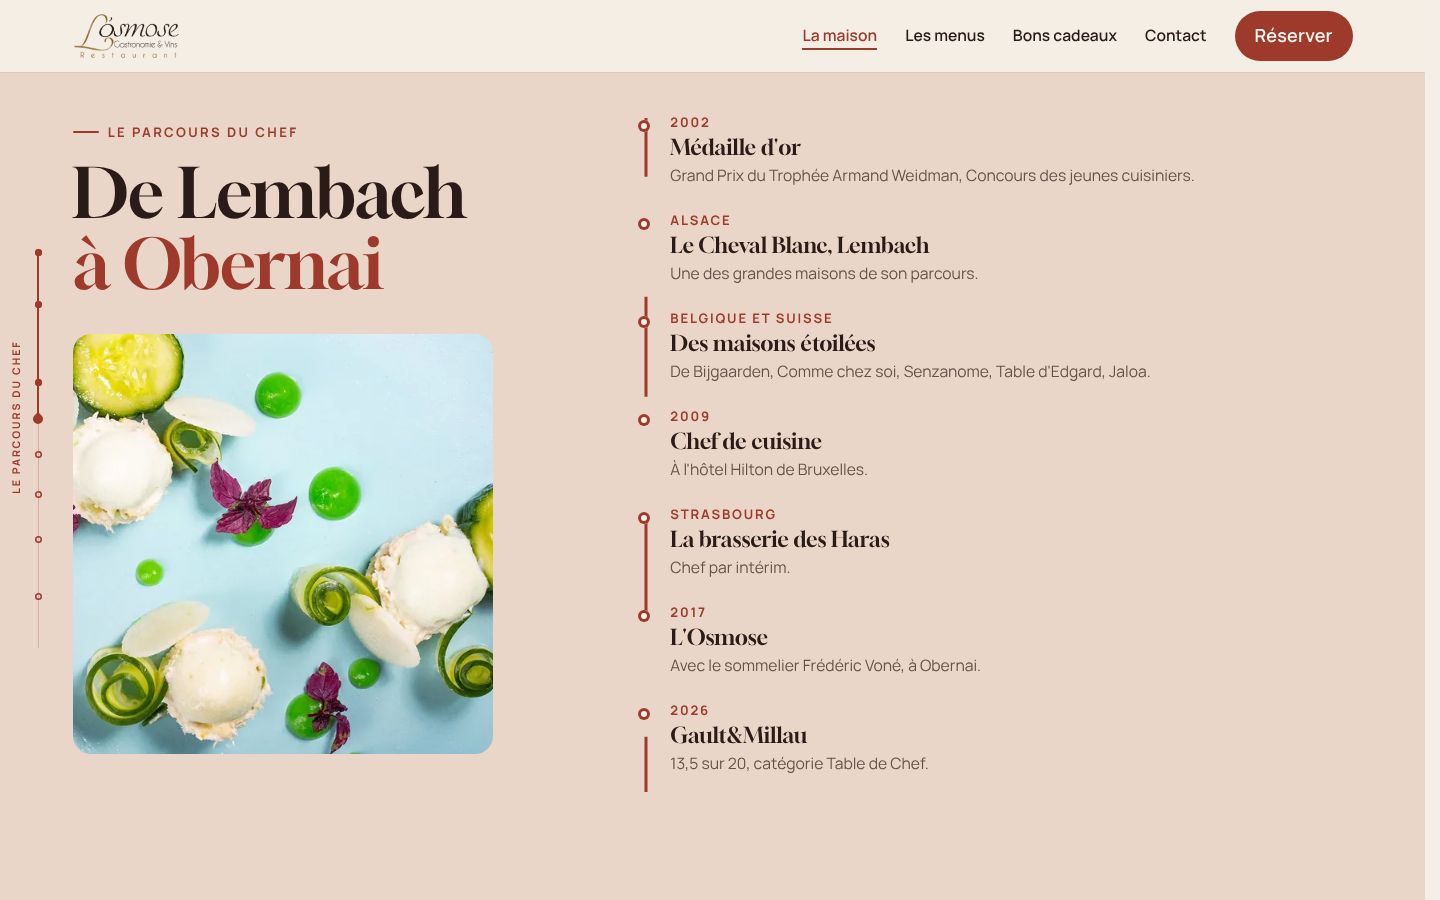 L'osmose
Gastronomie & Vins
Restaurant
La maison
Les menus
Bons cadeaux
Contact
Réserver
LE PARCOURS DU CHEF
De Lembach
à Obernai
LE PARCOURS DU CHEF
2002
Médaille d'or
Grand Prix du Trophée Armand Weidman, Concours des jeunes cuisiniers.
ALSACE
Le Cheval Blanc, Lembach
Une des grandes maisons de son parcours.
BELGIQUE ET SUISSE
Des maisons étoilées
De Bijgaarden, Comme chez soi, Senzanome, Table d'Edgard, Jaloa.
2009
Chef de cuisine
À l'hôtel Hilton de Bruxelles.
STRASBOURG
La brasserie des Haras
Chef par intérim.
2017
L'Osmose
Avec le sommelier Frédéric Voné, à Obernai.
2026
Gault&Millau
13,5 sur 20, catégorie Table de Chef.